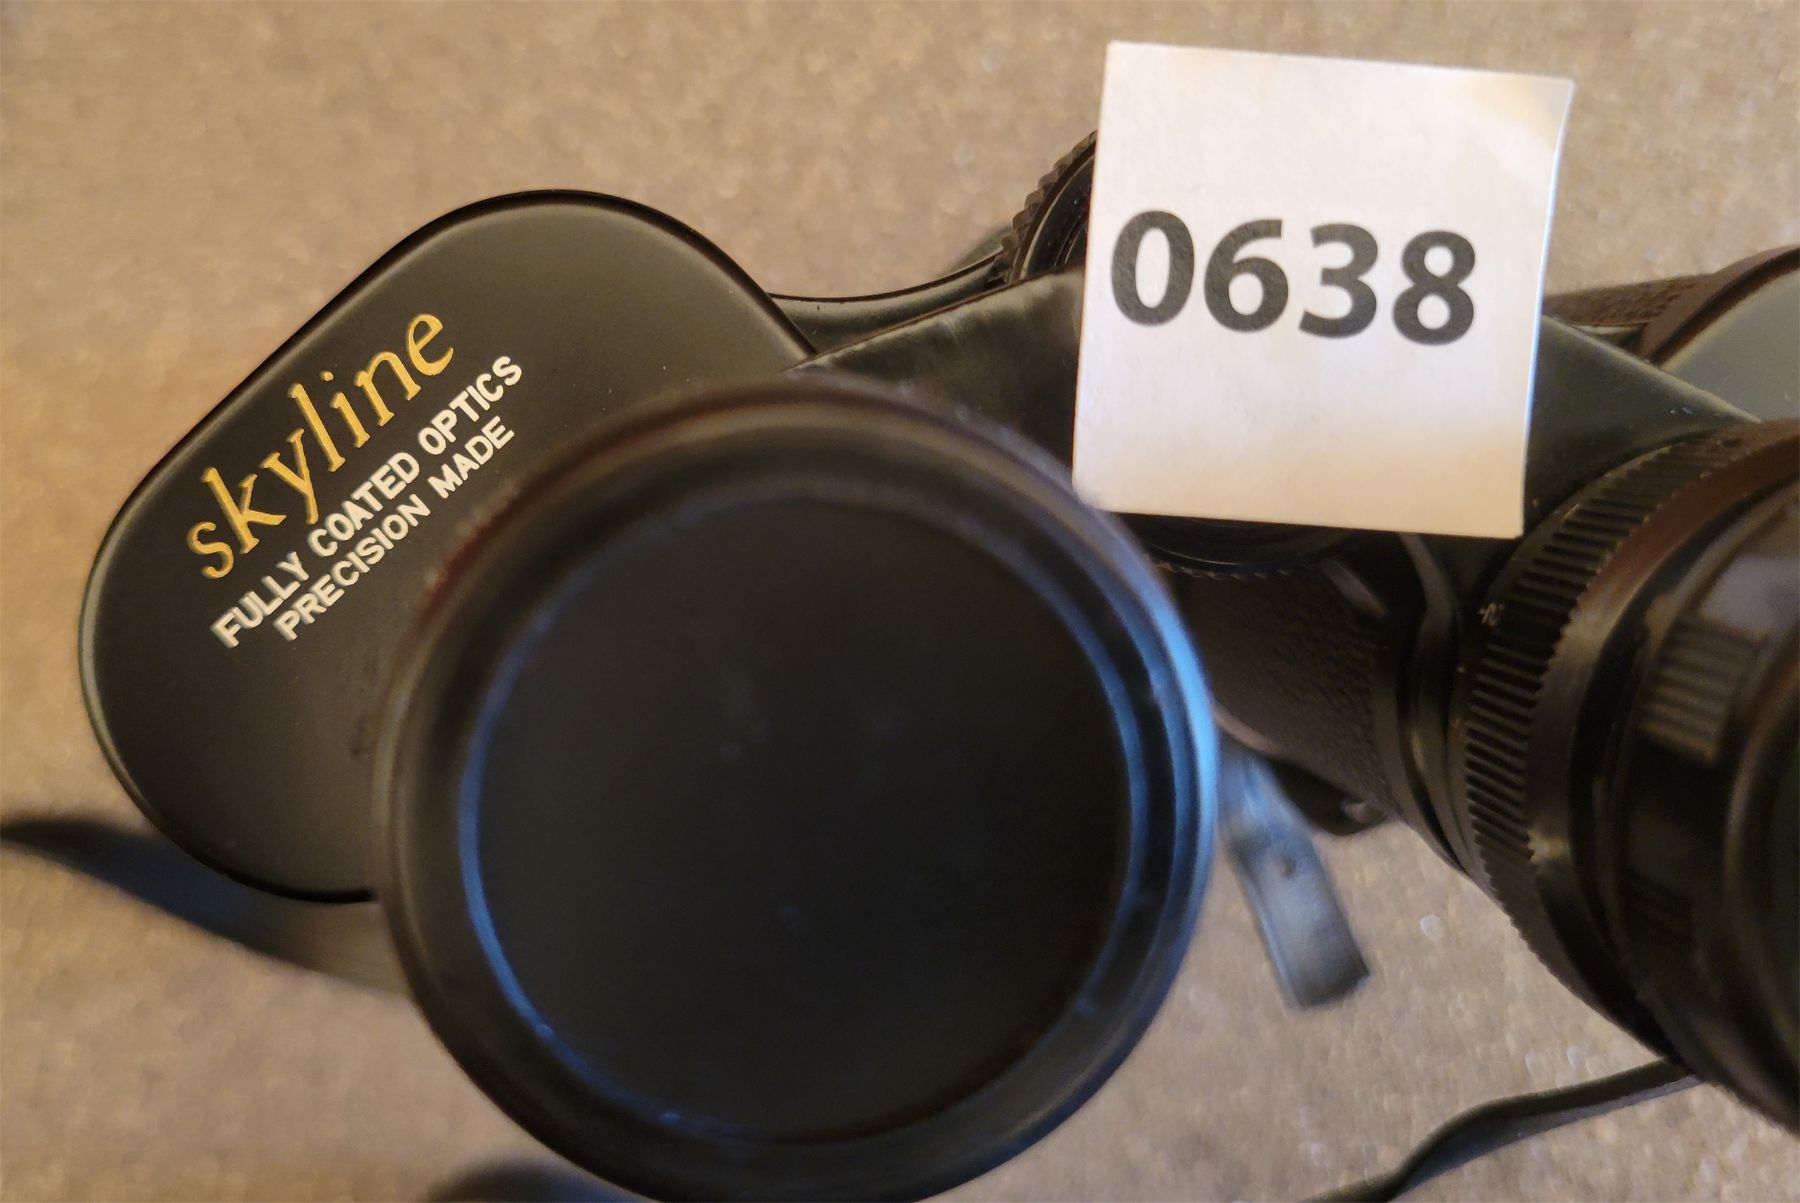 0638
skyline
FULLY COATED OPTICS
PRECISION MADE